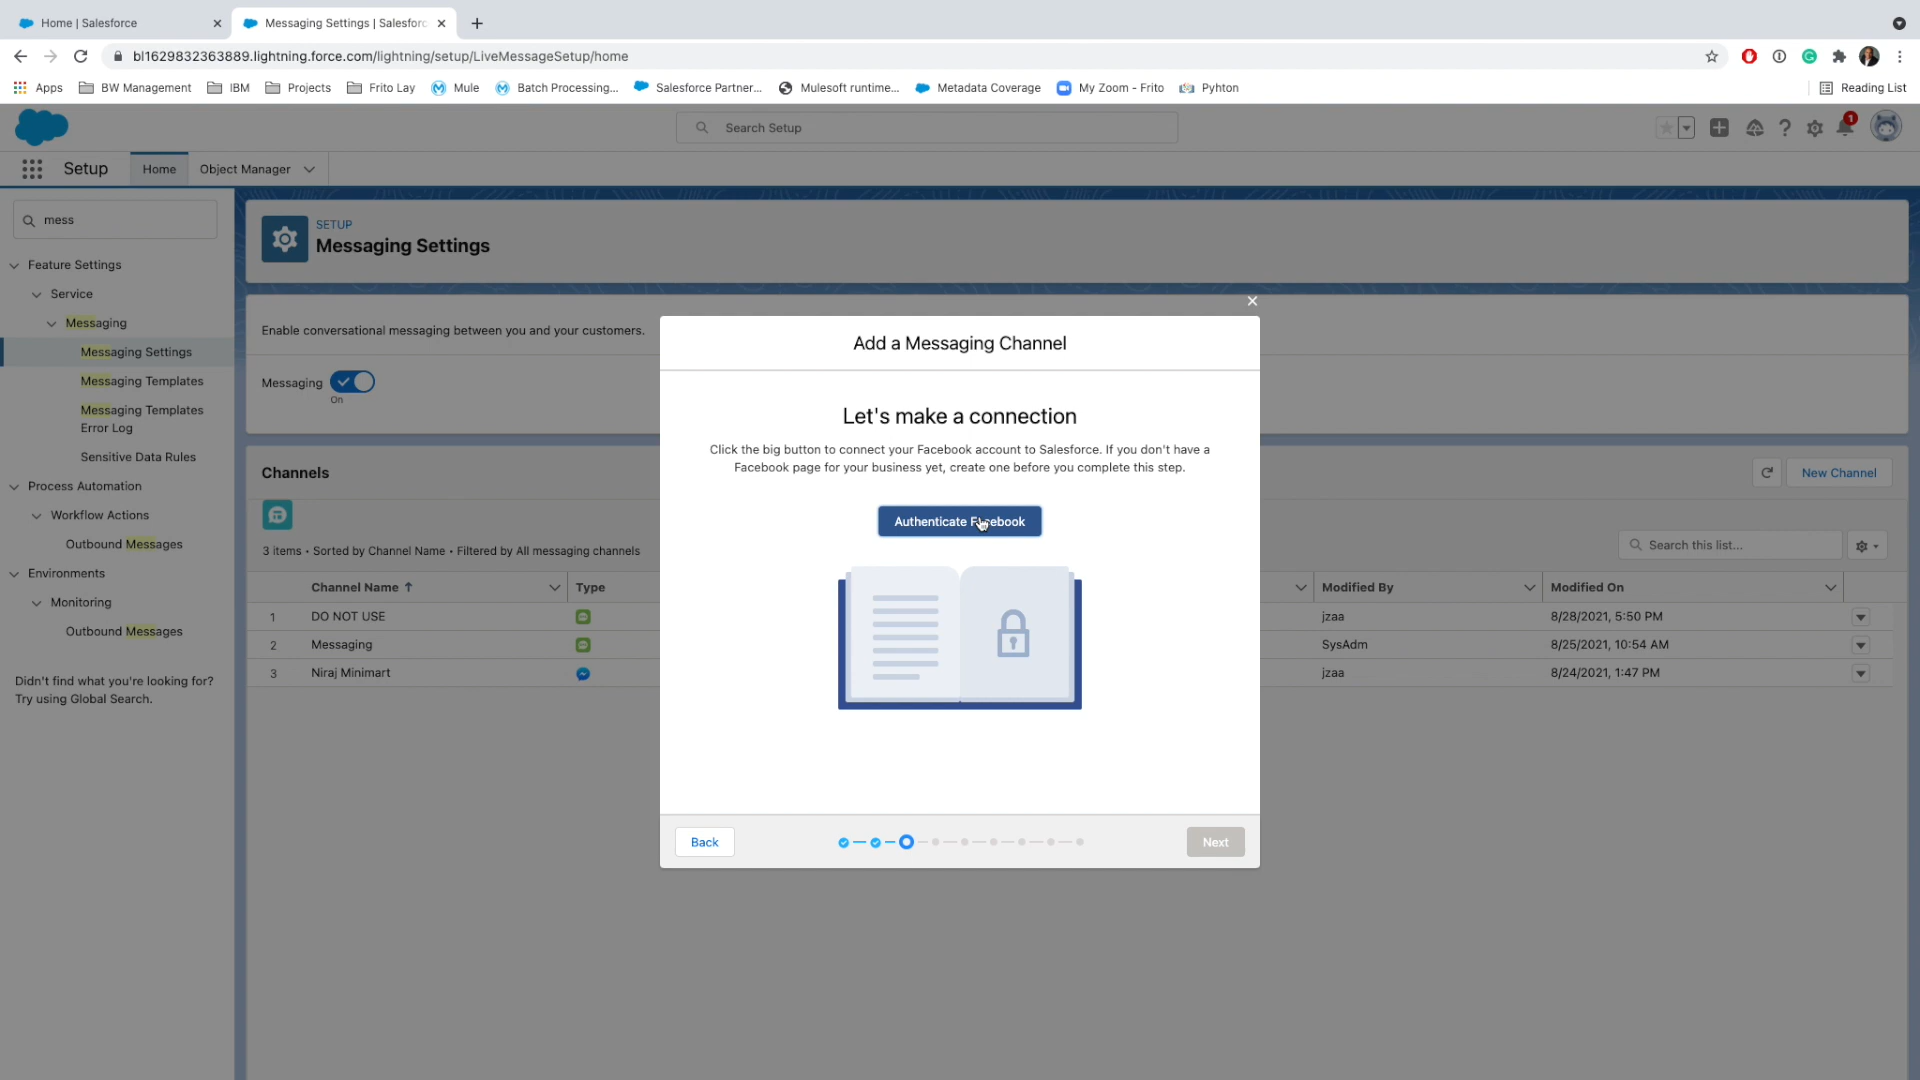 Home | Salesforce
Messaging Settings | Salesforc
bl1629832363889.lightning.force.com/lightning/setup/LiveMessageSetup/home
Apps BW Management IBM Projects Frito Lay Mule Batch Processing... Salesforce Partner... Mulesoft runtime... Metadata Coverage My Zoom - Frito Pyhton Reading List
Search Setup
1
Setup Home Object Manager
mess
Feature Settings
Service
Messaging
Messaging Settings
Messaging Templates
Messaging Templates
Error Log
Sensitive Data Rules
Process Automation
Workflow Actions
Outbound Messages
Environments
Monitoring
Outbound Messages
Didn't find what you're looking for?
Try using Global Search.
SETUP
Messaging Settings
Enable conversational messaging between you and your customers.
Messaging
On
Channels
New Channel
3 items • Sorted by Channel Name • Filtered by All messaging channels
Search this list...
Channel Name Type Modified By Modified On
1 DO NOT USE jzaa 8/28/2021, 5:50 PM
2 Messaging SysAdm 8/25/2021, 10:54 AM
3 Niraj Minimart jzaa 8/24/2021, 1:47 PM
Add a Messaging Channel
Let's make a connection
Click the big button to connect your Facebook account to Salesforce. If you don't have a
Facebook page for your business yet, create one before you complete this step.
Authenticate Facebook
Back
Next